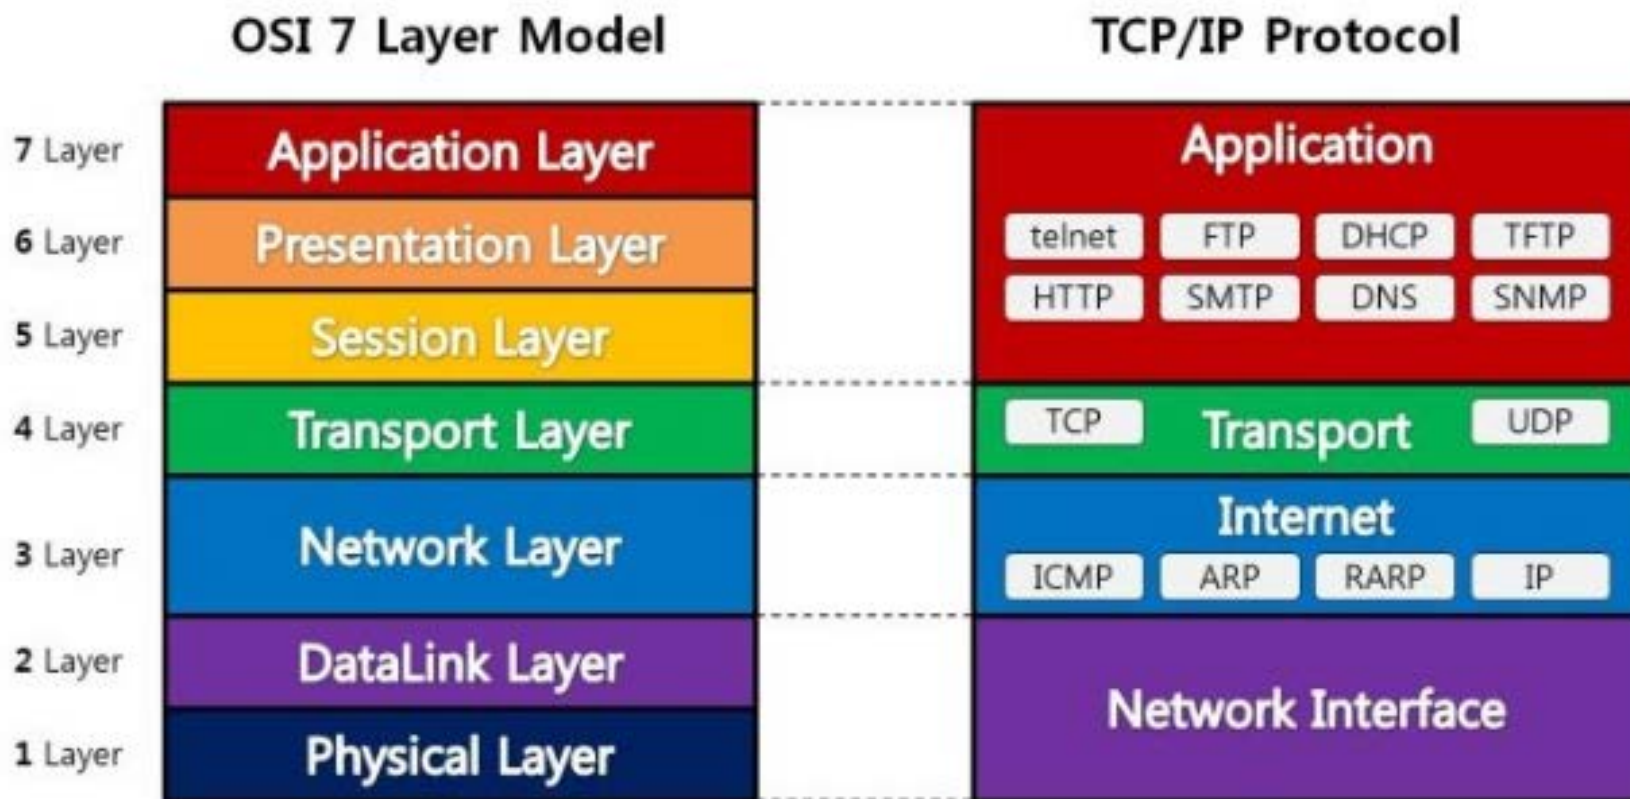 OSI 7 Layer Model
7 Layer
Application Layer
6 Layer
Presentation Layer
5 Layer
Session Layer
4 Layer
Transport Layer
3 Layer
Network Layer
2 Layer
DataLink Layer
1 Layer
Physical Layer
TCP/IP Protocol
Application
telnet FTP DHCP TFTP
HTTP SMTP DNS SNMP
TCP Transport UDP
Internet
ICMP ARP RARP IP
Network Interface